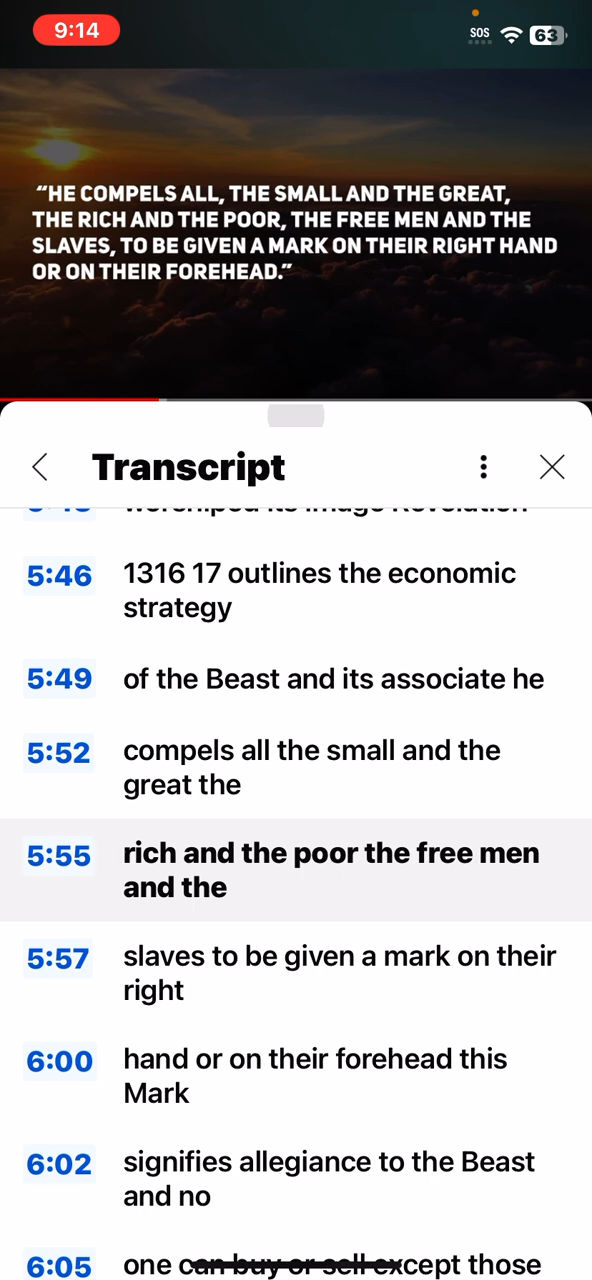 9:14
SOS
63
“HE COMPELS ALL, THE SMALL AND THE GREAT,
THE RICH AND THE POOR, THE FREE MEN AND THE
SLAVES, TO BE GIVEN A MARK ON THEIR RIGHT HAND
OR ON THEIR FOREHEAD.”
Transcript
worshiped its image Revelation
5:46
1316 17 outlines the economic
strategy
5:49
of the Beast and its associate he
5:52
compels all the small and the
great the
5:55
rich and the poor the free men
and the
5:57
slaves to be given a mark on their
right
6:00
hand or on their forehead this
Mark
6:02
signifies allegiance to the Beast
and no
6:05
one can buy or sell except those